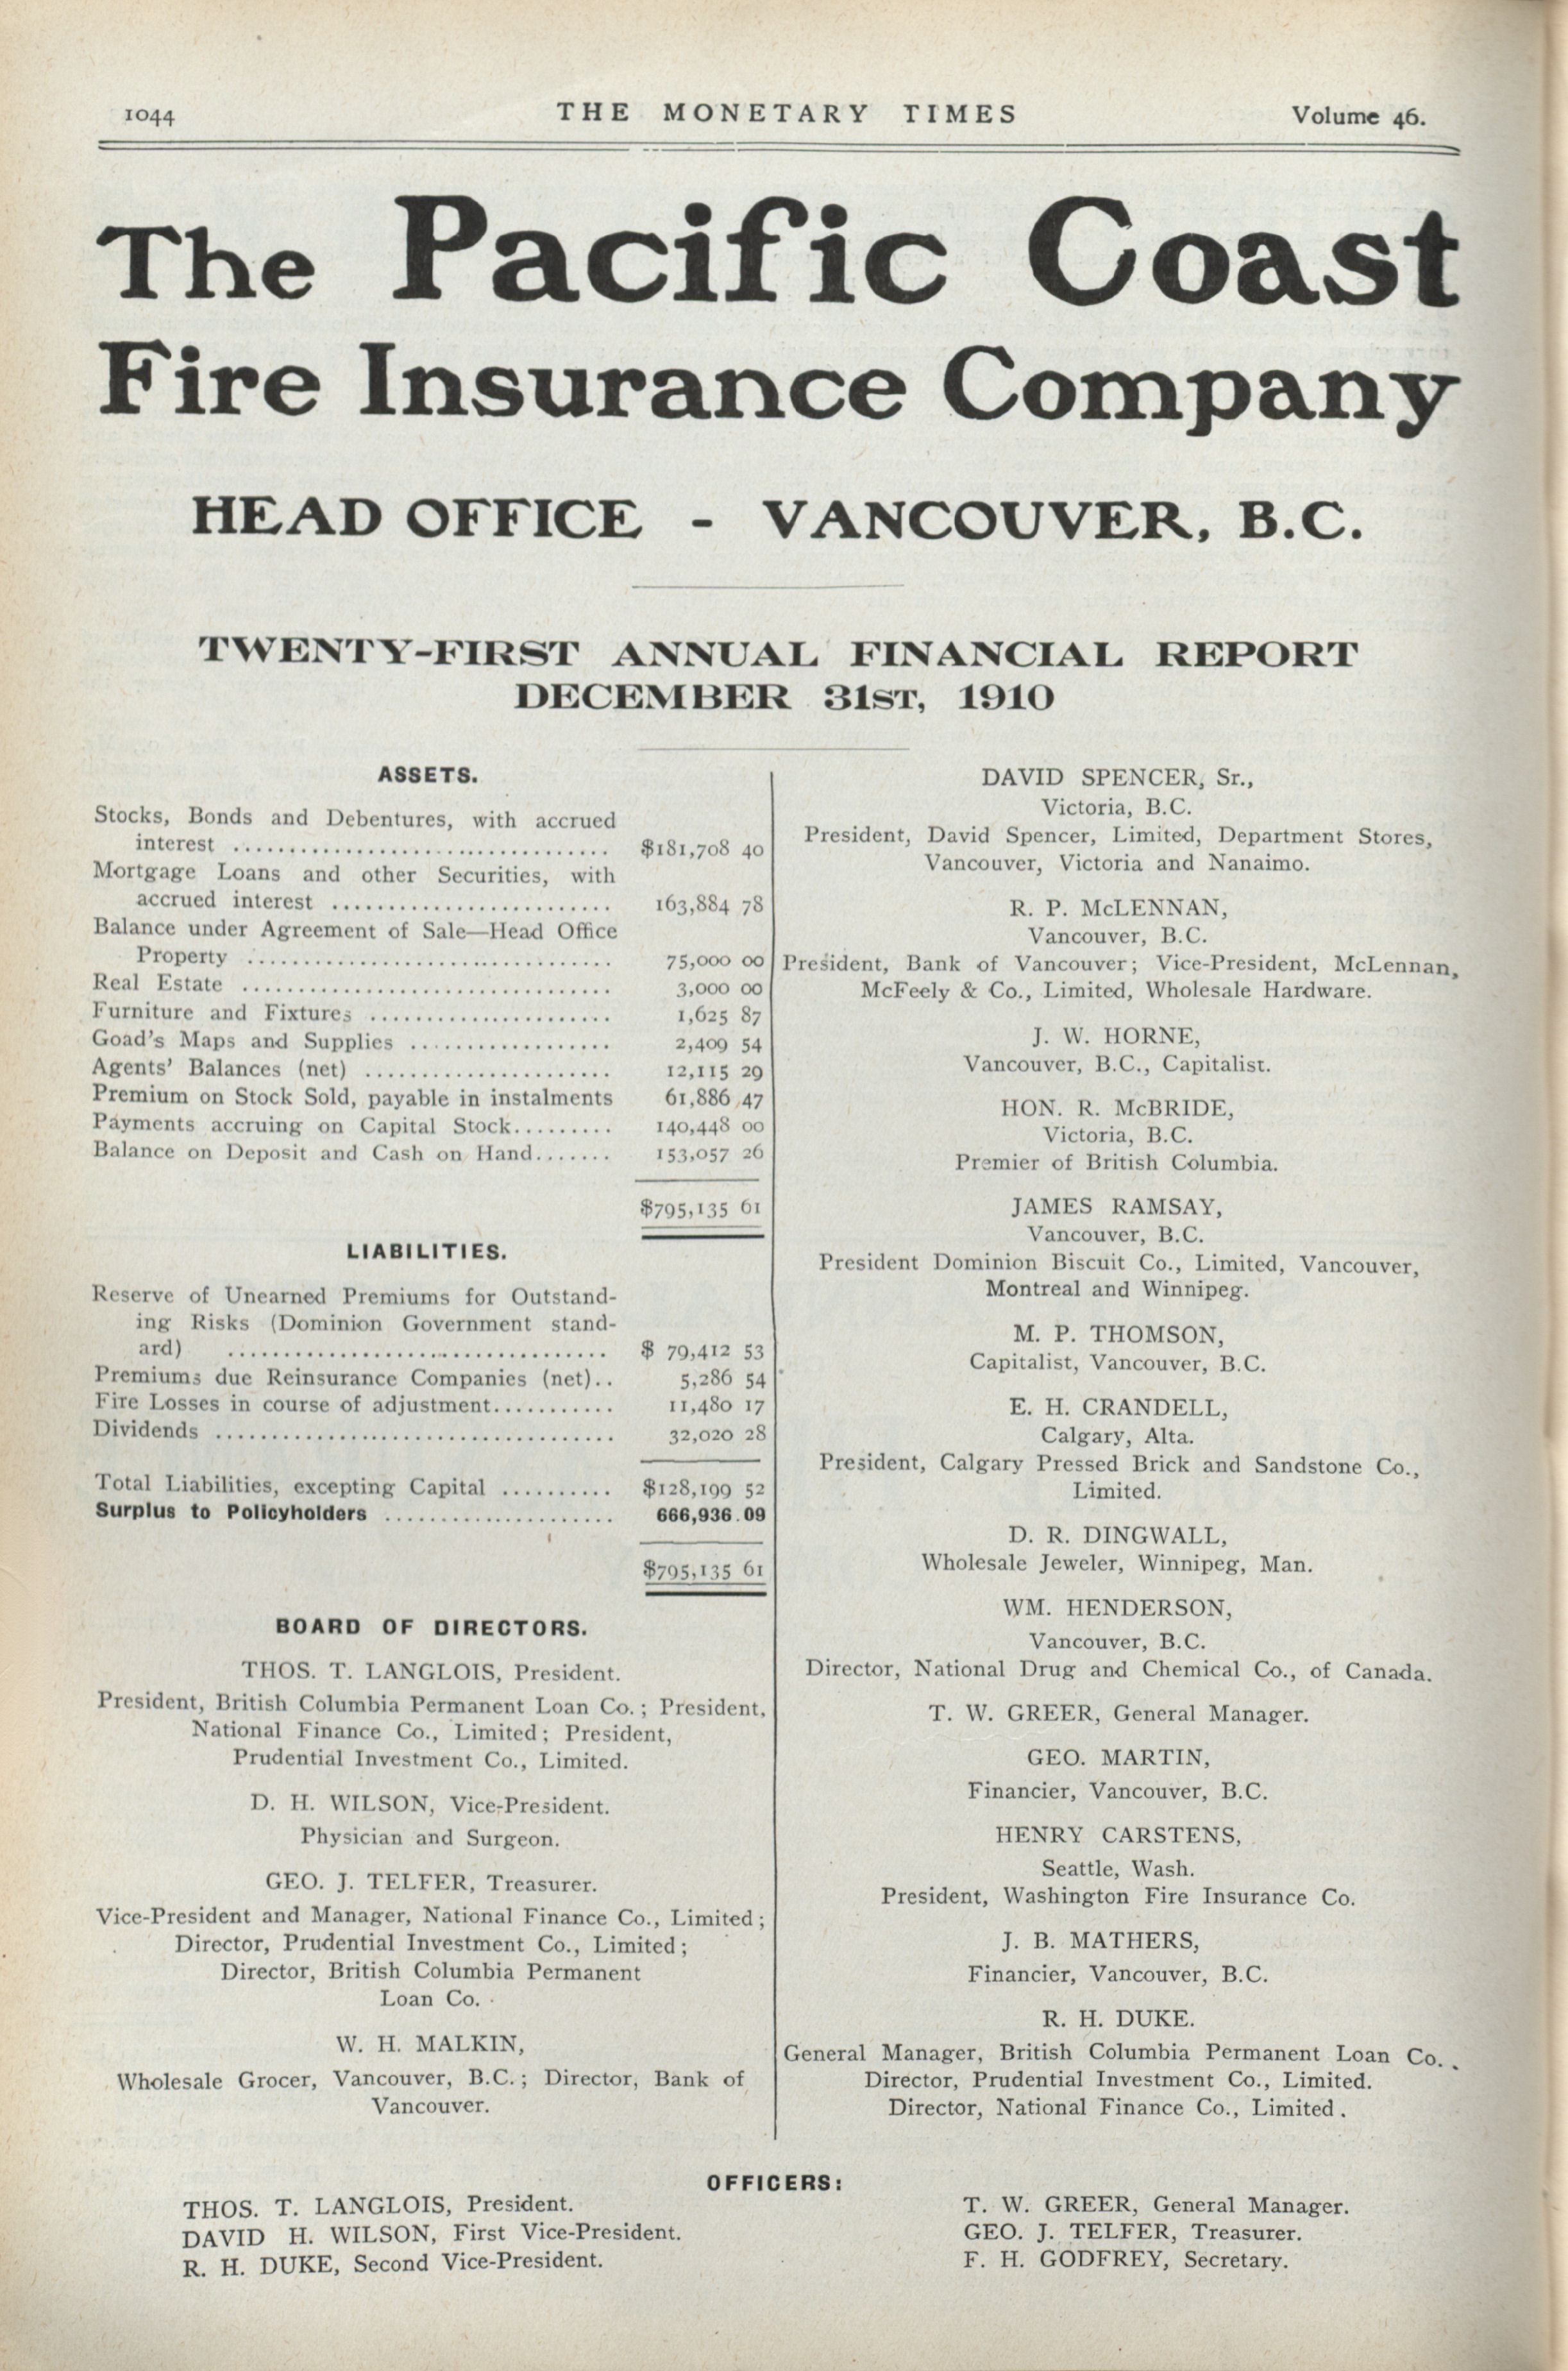 1044 THE MONETARY TIMES Volume 46.
The Pacific Coast
Fire Insurance Company
HEAD OFFICE - VANCOUVER, B.C.
TWENTY-FIRST ANNUAL FINANCIAL REPORT
DECEMBER 31ST, 1910
ASSETS.
Stocks, Bonds and Debentures, with accrued
interest .................................. $181,708 40
Mortgage Loans and other Securities, with
accrued interest ......................... 163,884 78
Balance under Agreement of Sale—Head Office
Property ................................. 75,000 00
Real Estate ................................. 3,000 00
Furniture and Fixtures ...................... 1,625 87
Goad's Maps and Supplies .................. 2,409 54
Agents' Balances (net) ...................... 12,115 29
Premium on Stock Sold, payable in instalments 61,886 47
Payments accruing on Capital Stock......... 140,448 00
Balance on Deposit and Cash on Hand....... 153,057 26
$795,135 61
LIABILITIES.
Reserve of Unearned Premiums for Outstand-
ing Risks (Dominion Government stand-
ard) .................................. $ 79,412 53
Premiums due Reinsurance Companies (net).. 5,286 54
Fire Losses in course of adjustment........... 11,480 17
Dividends .................................... 32,020 28
Total Liabilities, excepting Capital .......... $128,199 52
Surplus to Policyholders ..................... 666,936.09
$795,135 61
BOARD OF DIRECTORS.
THOS. T. LANGLOIS, President.
President, British Columbia Permanent Loan Co.; President,
National Finance Co., Limited; President,
Prudential Investment Co., Limited.
D. H. WILSON, Vice-President.
Physician and Surgeon.
GEO. J. TELFER, Treasurer.
Vice-President and Manager, National Finance Co., Limited;
Director, Prudential Investment Co., Limited;
Director, British Columbia Permanent
Loan Co.
W. H. MALKIN,
Wholesale Grocer, Vancouver, B.C.; Director, Bank of
Vancouver.
DAVID SPENCER, Sr.,
Victoria, B.C.
President, David Spencer, Limited, Department Stores,
Vancouver, Victoria and Nanaimo.
R. P. McLENNAN,
Vancouver, B.C.
President, Bank of Vancouver; Vice-President, McLennan,
McFeely & Co., Limited, Wholesale Hardware.
J. W. HORNE,
Vancouver, B.C., Capitalist.
HON. R. McBRIDE,
Victoria, B.C.
Premier of British Columbia.
JAMES RAMSAY,
Vancouver, B.C.
President Dominion Biscuit Co., Limited, Vancouver,
Montreal and Winnipeg.
M. P. THOMSON,
Capitalist, Vancouver, B.C.
E. H. CRANDELL,
Calgary, Alta.
President, Calgary Pressed Brick and Sandstone Co.,
Limited.
D. R. DINGWALL,
Wholesale Jeweler, Winnipeg, Man.
WM. HENDERSON,
Vancouver, B.C.
Director, National Drug and Chemical Co., of Canada.
T. W. GREER, General Manager.
GEO. MARTIN,
Financier, Vancouver, B.C.
HENRY CARSTENS,
Seattle, Wash.
President, Washington Fire Insurance Co.
J. B. MATHERS,
Financier, Vancouver, B.C.
R. H. DUKE.
General Manager, British Columbia Permanent Loan Co..
Director, Prudential Investment Co., Limited.
Director, National Finance Co., Limited.
OFFICERS:
THOS. T. LANGLOIS, President.
DAVID H. WILSON, First Vice-President.
R. H. DUKE, Second Vice-President.
T. W. GREER, General Manager.
GEO. J. TELFER, Treasurer.
F. H. GODFREY, Secretary.